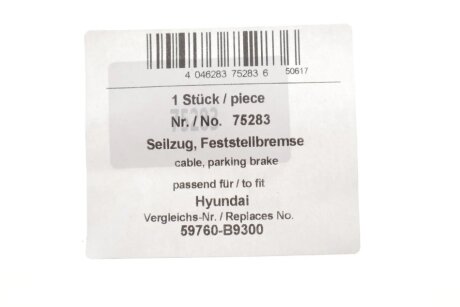 4 046283 75283 6 50617
1 Stück / piece
Nr. / No. 75283
75283
Seilzug, Feststellbremse
cable, parking brake
passend für / to fit
Hyundai
Vergleichs-Nr. / Replaces No.
59760-B9300